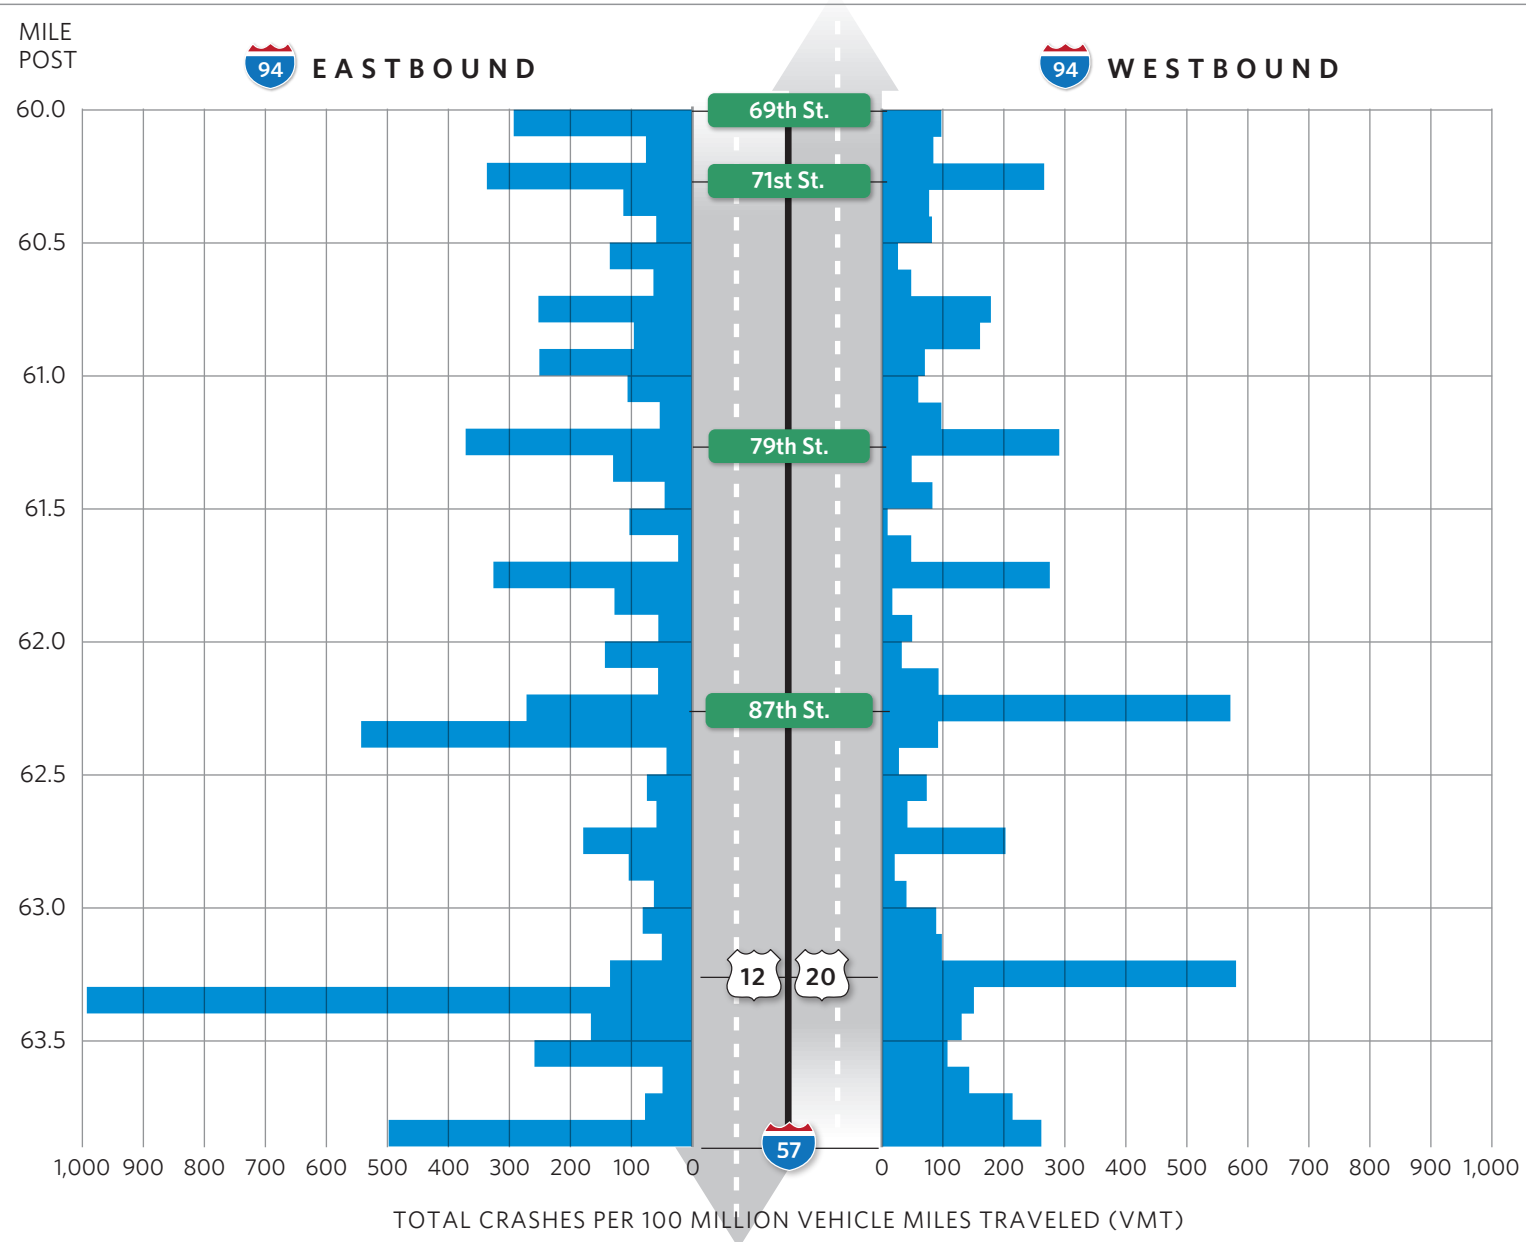 MILE
POST
94 EASTBOUND
94 WESTBOUND
60.0
69th St.
71st St.
60.5
61.0
79th St.
61.5
62.0
87th St.
62.5
63.0
12 20
63.5
57
1,000 900 800 700 600 500 400 300 200 100 0
0 100 200 300 400 500 600 700 800 900 1,000
TOTAL CRASHES PER 100 MILLION VEHICLE MILES TRAVELED (VMT)